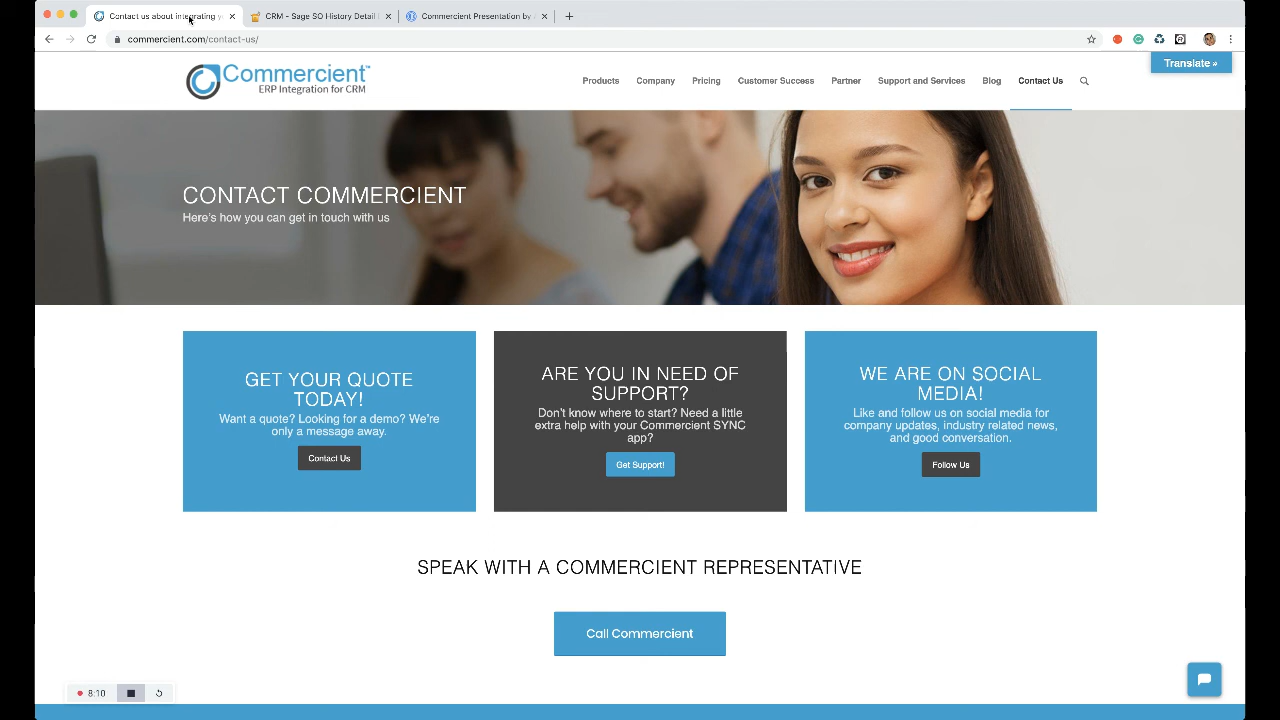 Contact us about integrating y
CRM - Sage SO History Detail
Commercient Presentation by
commercient.com/contact-us/
Translate »
Commercient™
ERP Integration for CRM
Products Company Pricing Customer Success Partner Support and Services Blog Contact Us
CONTACT COMMERCIENT
Here's how you can get in touch with us
GET YOUR QUOTE
TODAY!
Want a quote? Looking for a demo? We're
only a message away.
Contact Us
ARE YOU IN NEED OF
SUPPORT?
Don't know where to start? Need a little
extra help with your Commercient SYNC
app?
Get Support!
WE ARE ON SOCIAL
MEDIA!
Like and follow us on social media for
company updates, industry related news,
and good conversation.
Follow Us
SPEAK WITH A COMMERCIENT REPRESENTATIVE
Call Commercient
8:10